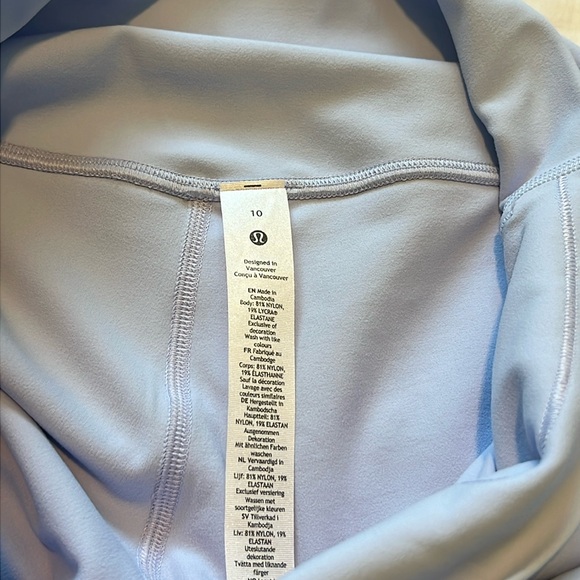 10
Designed in
Vancouver
Conçu à Vancouver
EN Made in
Cambodia
Body: 81% NYLON,
19% LYCRA®
ELASTANE
Exclusive of
decoration
Wash with like
colours
FR Fabriqué au
Cambodge
Corps: 81% NYLON,
19% ÉLASTHANNE
Sauf la décoration
Lavage avec des
couleurs similaires
DE Hergestellt in
Kambodscha
Hauptteil: 81%
NYLON, 19% ELASTAN
Ausgenommen
Dekoration
Mit ähnlichen Farben
waschen
NL Vervaardigd in
Cambodja
Lijf: 81% NYLON, 19%
ELASTAAN
Exclusief versiering
Wassen met
soortgelijke kleuren
SV Tillverkad i
Kambodja
Liv: 81% NYLON, 19%
ELASTAN
Uteslutande
dekoration
Tvätta med liknande
färger